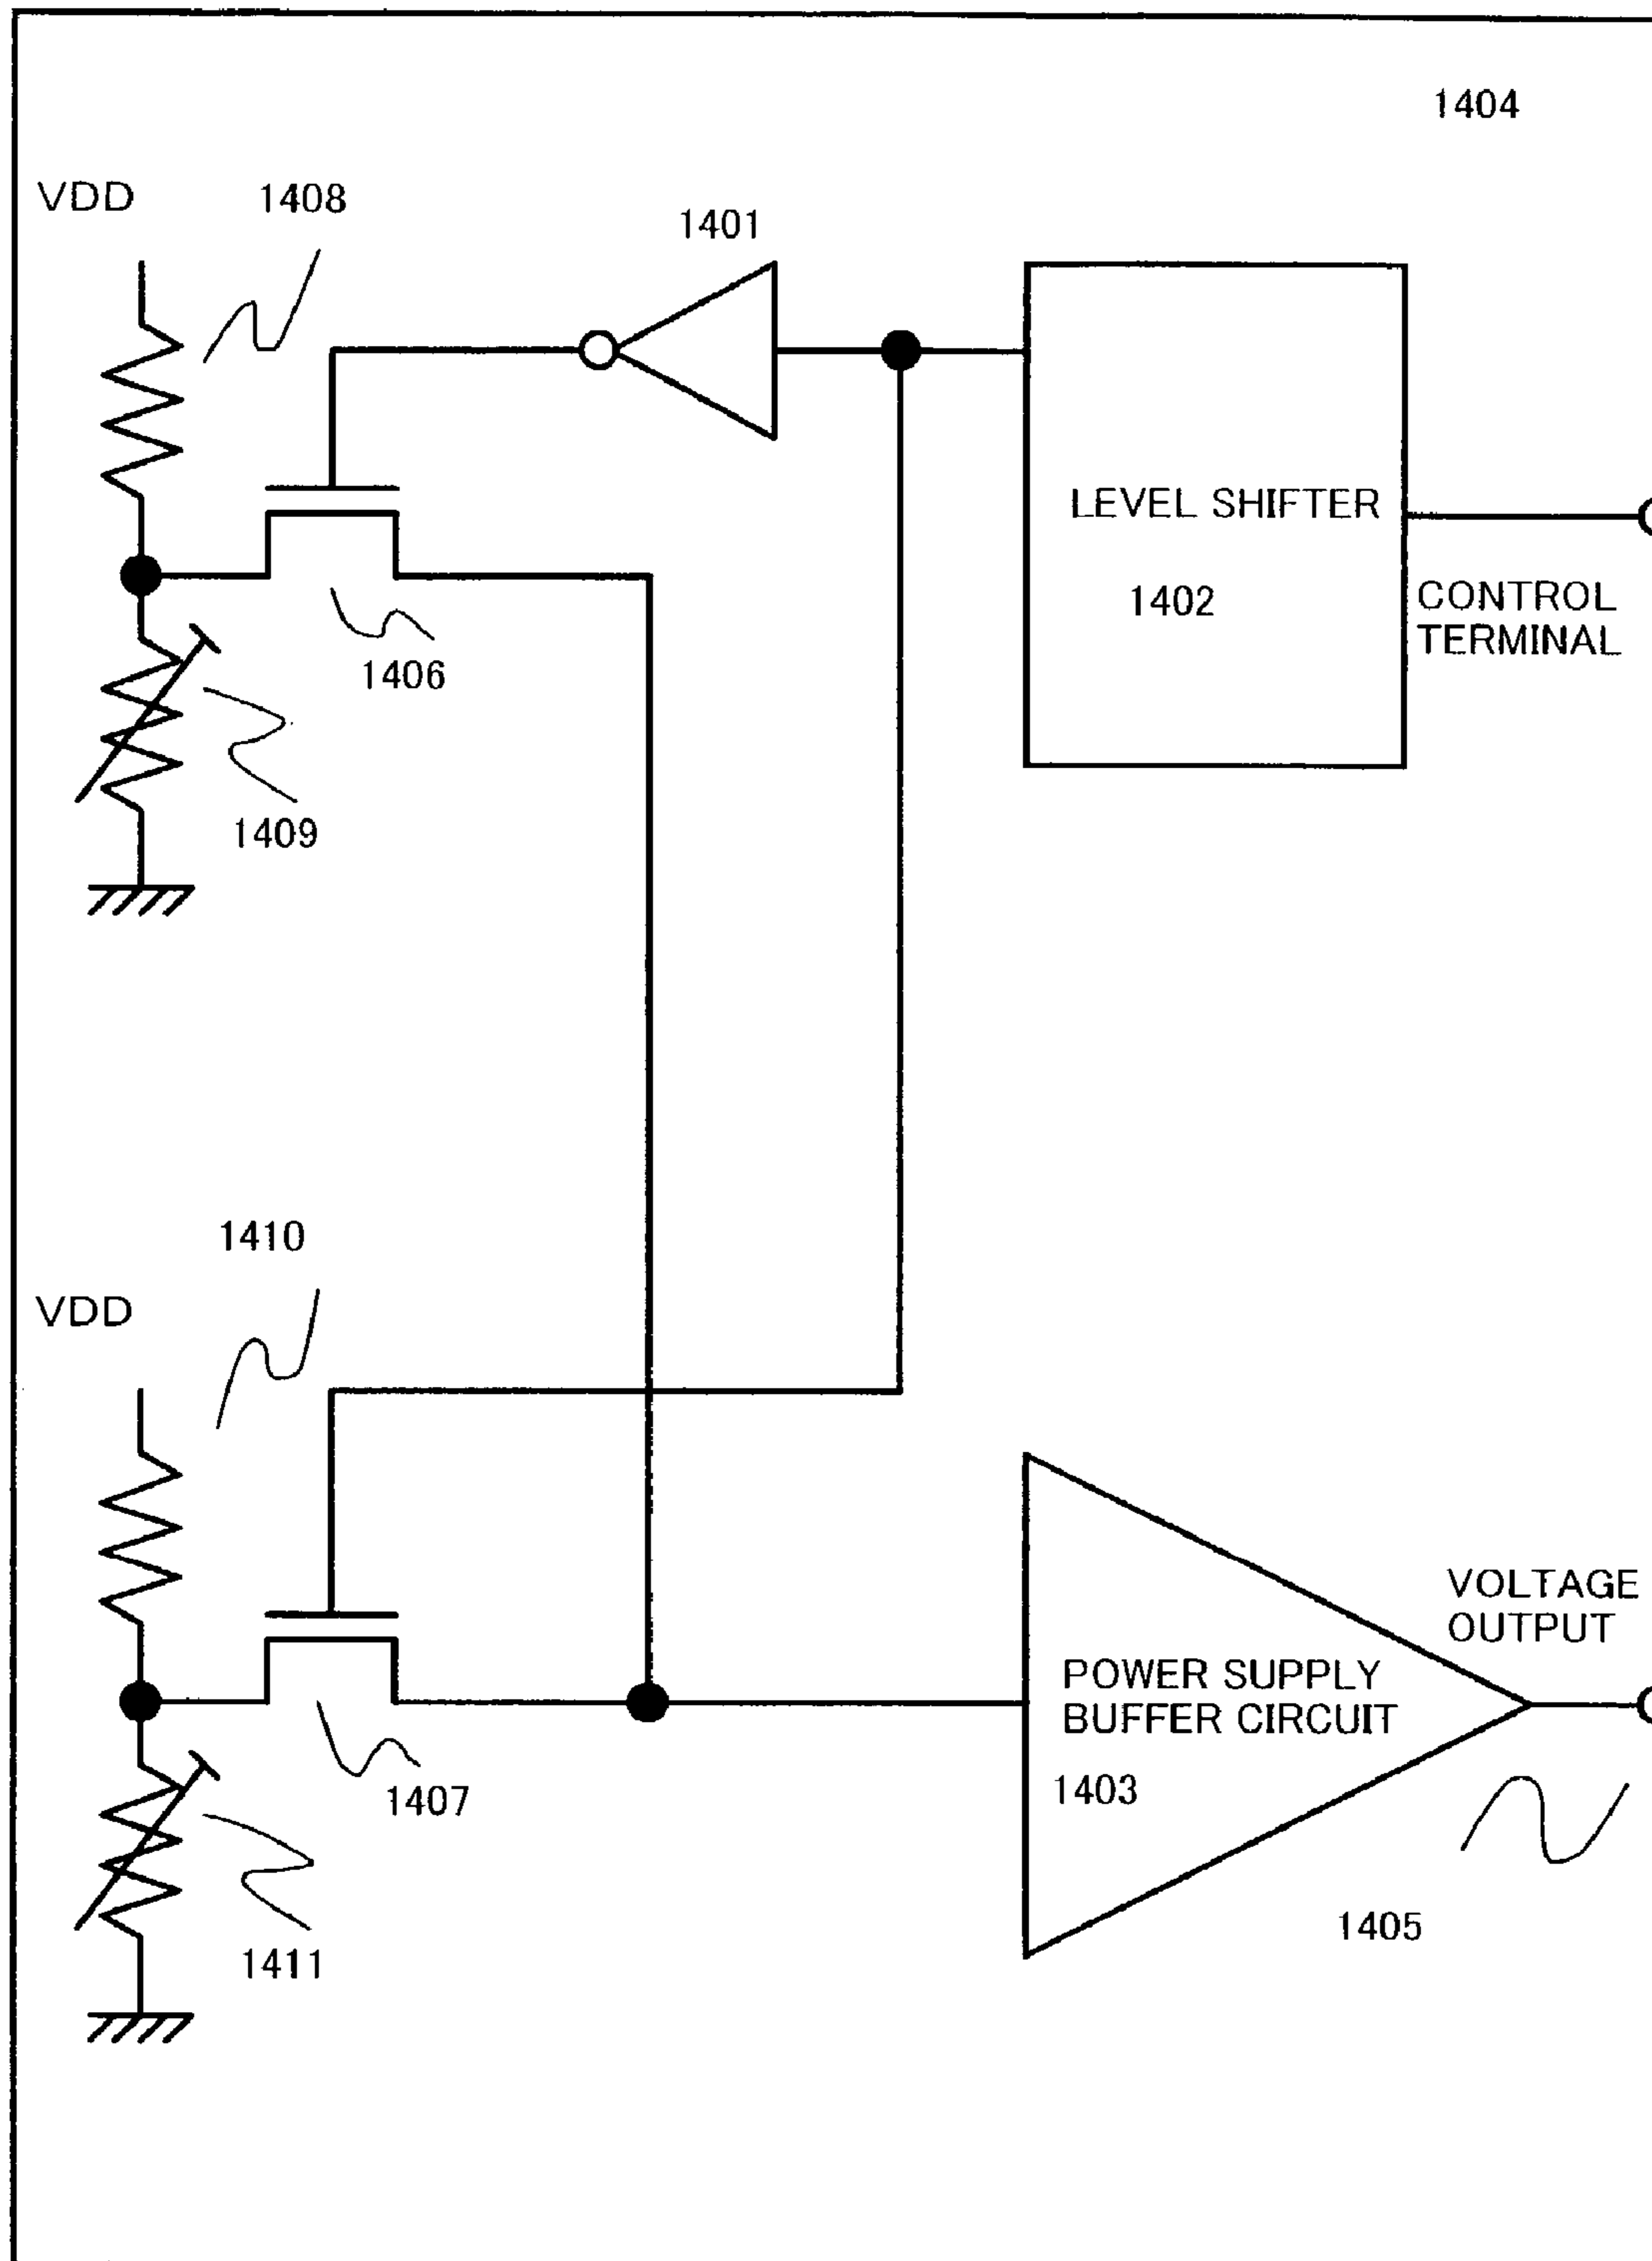 1404
VDD
1408
1401
LEVEL SHIFTER
1402
CONTROL
TERMINAL
1406
1409
1410
VDD
VOLTAGE
OUTPUT
POWER SUPPLY
BUFFER CIRCUIT
1403
1407
1405
1411